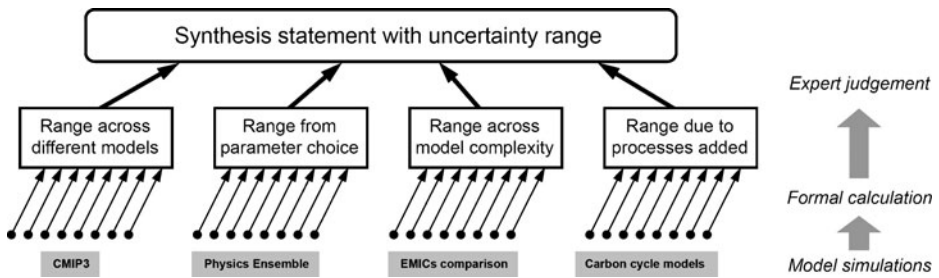 Synthesis statement with uncertainty range
Expert judgement
Range across
different models
Range from
parameter choice
Range across
model complexity
Range due to
processes added
Formal calculation
CMIP3
Physics Ensemble
EMICs comparison
Carbon cycle models
Model simulations